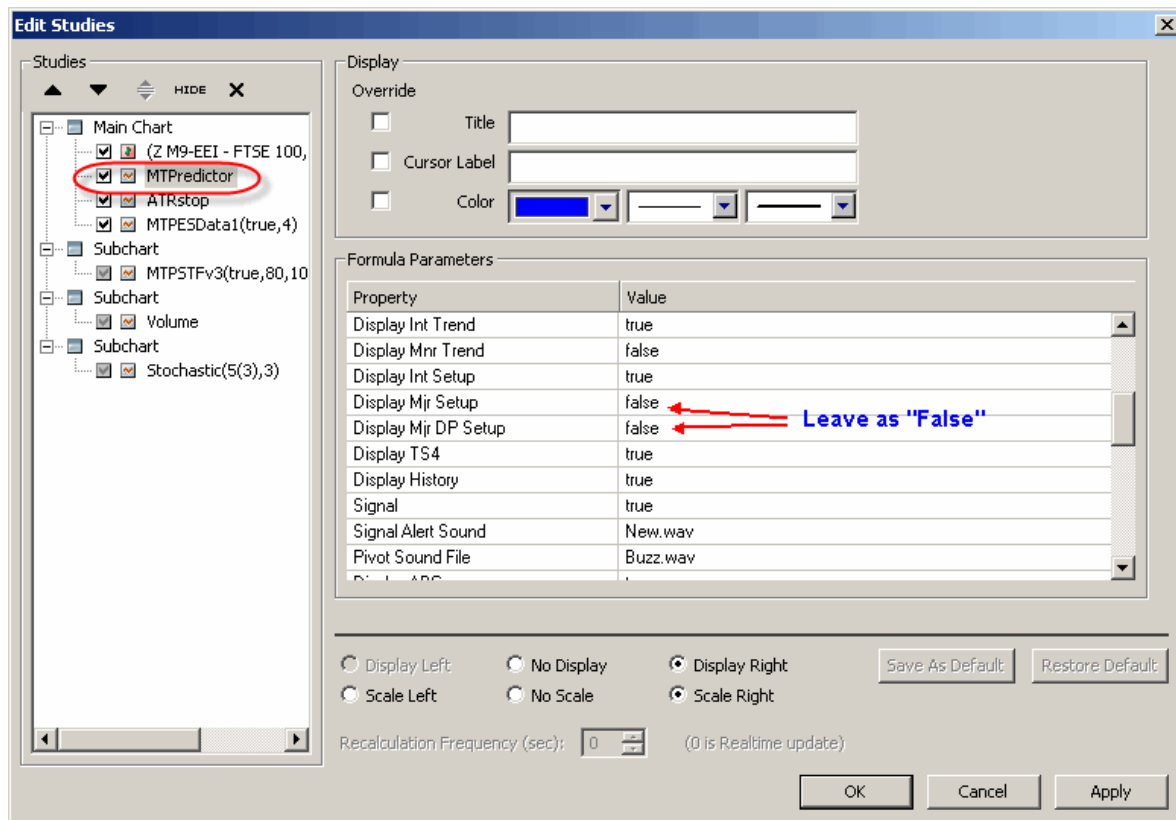 Edit Studies
Studies
HIDE
Main Chart
(Z M9-EEI - FTSE 100,
MTPredictor
ATRstop
MTPESData1(true,4)
Subchart
MTPSTFv3(true,80,10
Subchart
Volume
Subchart
Stochastic(5(3),3)
Display
Override
Title
Cursor Label
Color
Formula Parameters
Property Value
Display Int Trend true
Display Mnr Trend false
Display Int Setup true
Display Mjr Setup false
Display Mjr DP Setup false
Leave as "False"
Display TS4 true
Display History true
Signal true
Signal Alert Sound New.wav
Pivot Sound File Buzz.wav
Display Left No Display Display Right Save As Default Restore Default
Scale Left No Scale Scale Right
Recalculation Frequency (sec): 0 (0 is Realtime update)
OK Cancel Apply